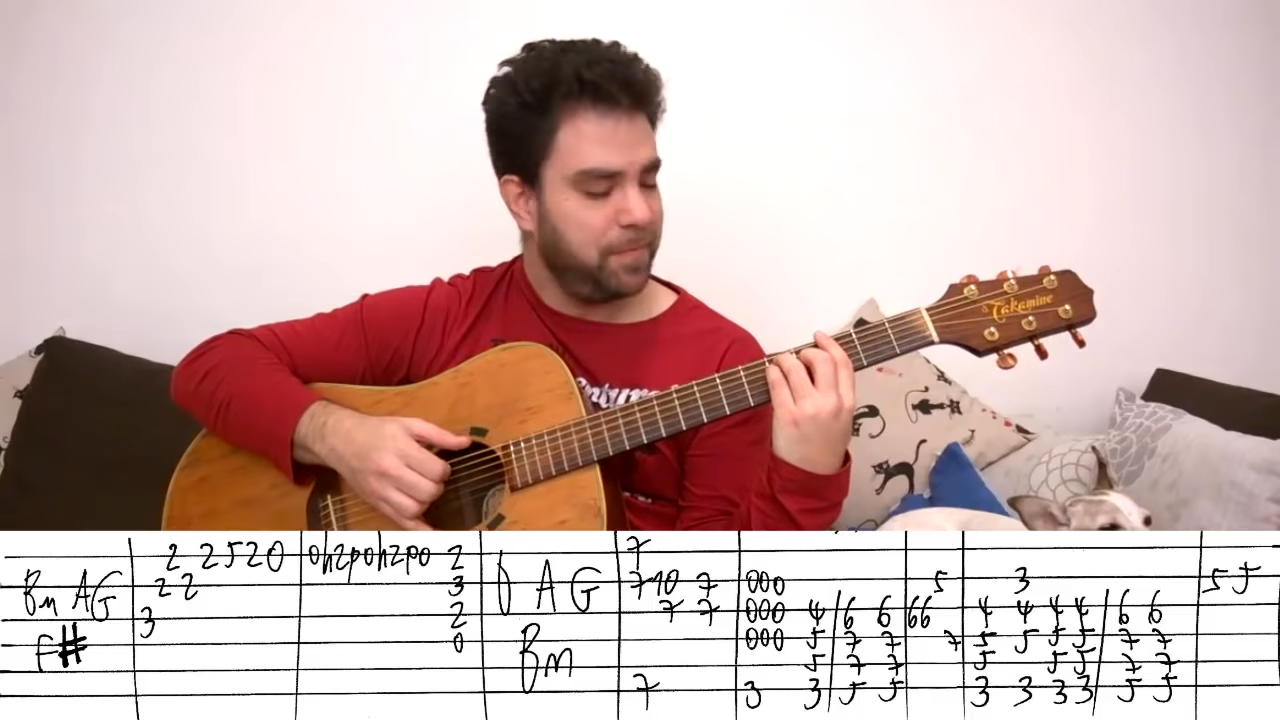 Takamine
2 2 5 2 0 0h2p0h2p0 2 7
Bm A G 2 2 3 D A G 7 10 7 000 5 3 5 5
3 2 7 7 000 4 6 6 66 4 4 4 4 6 6
F# 0 Bm 000 5 7 7 7 5 5 5 5 7 7
5 7 7 5 5 5 7 7
7 3 3 5 5 3 3 3 3 5 5